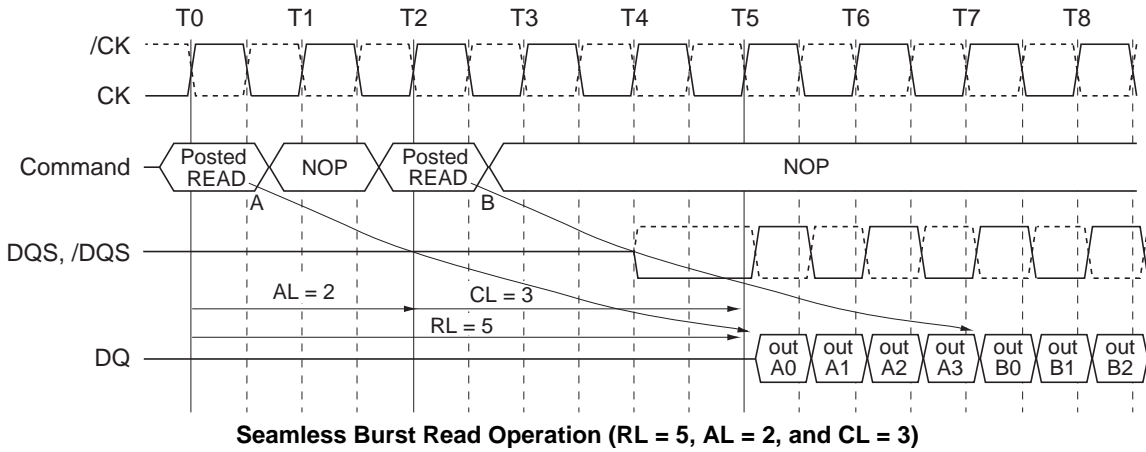 T0 T1 T2 T3 T4 T5 T6 T7 T8
/CK
CK
Command
Posted
READ
NOP
Posted
READ
NOP
A
B
DQS, /DQS
AL = 2
CL = 3
RL = 5
DQ
out
A0
out
A1
out
A2
out
A3
out
B0
out
B1
out
B2
Seamless Burst Read Operation (RL = 5, AL = 2, and CL = 3)